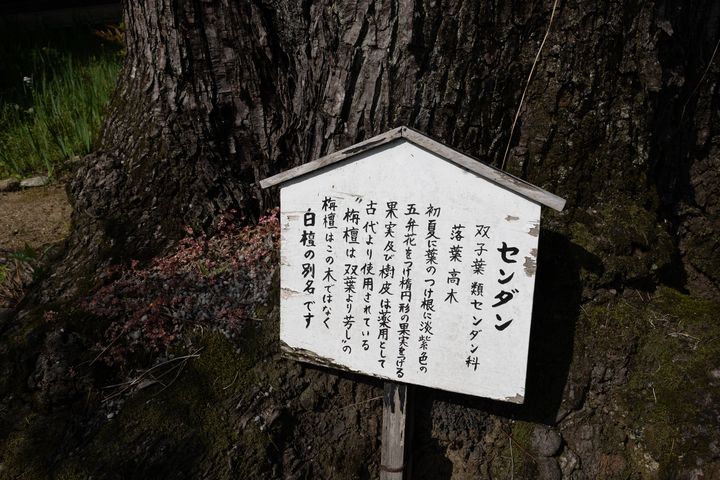 センダン
双子葉類センダン科
落葉高木
初夏に葉のつけ根に淡紫色の
五弁花をつけ楕円形の果実をつける
果実及び樹皮は薬用として
古代より使用されている
"栴檀は双葉より芳し"の
栴檀はこの木ではなく
白檀の別名です